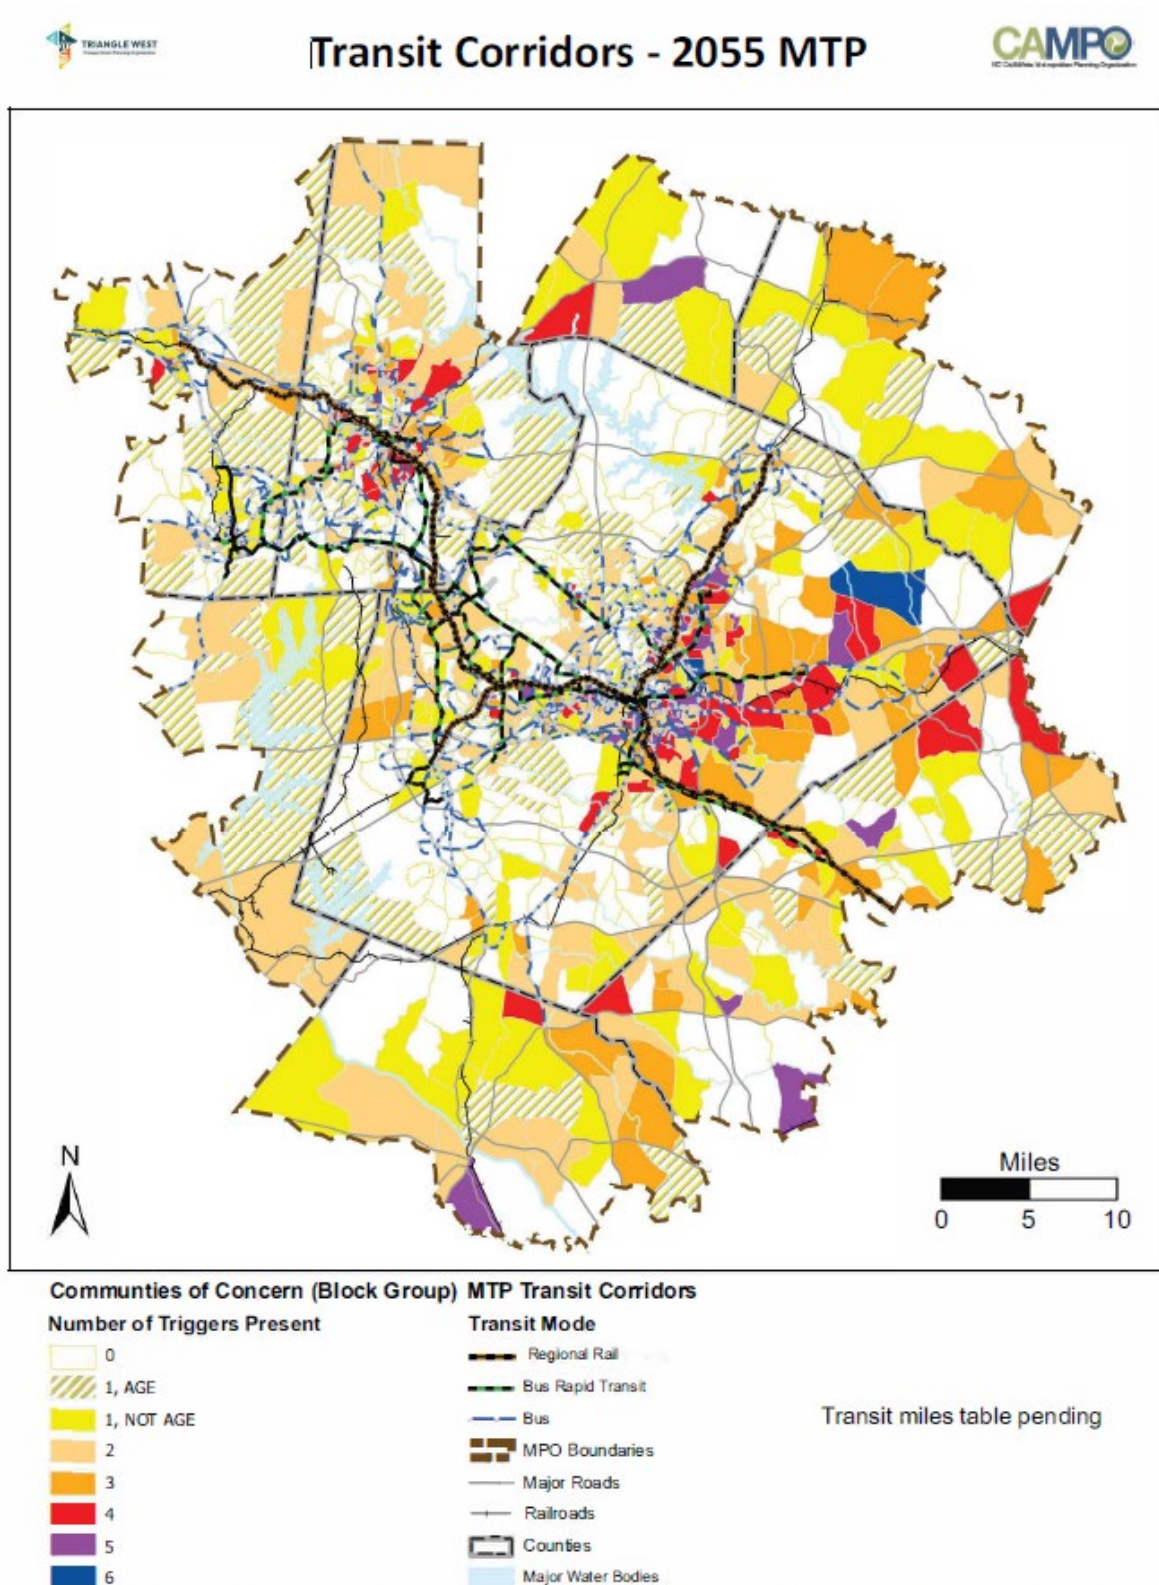 TRIANGLE WEST
Transit Corridors - 2055 MTP
CAMPO
N
Miles
0 5 10
Communties of Concern (Block Group) MTP Transit Corridors
Number of Triggers Present
Transit Mode
0
Regional Rail
1, AGE
Bus Rapid Transit
1, NOT AGE
Bus
Transit miles table pending
2
MPO Boundaries
3
Major Roads
4
Railroads
5
Counties
6
Major Water Bodies